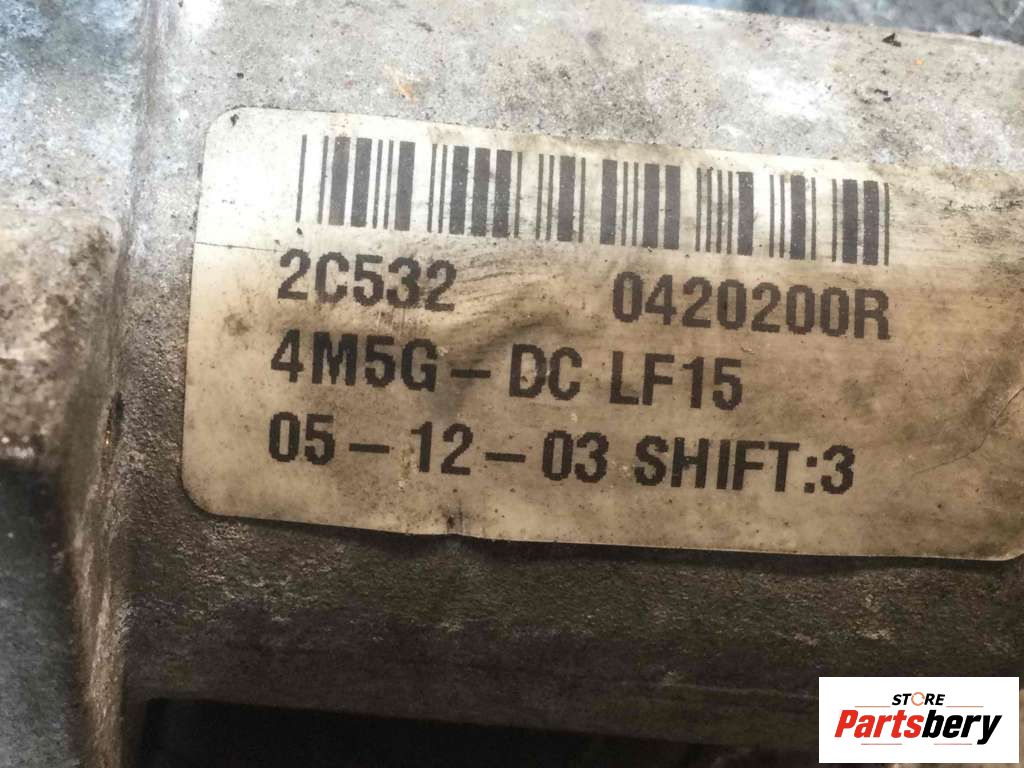 2C532 0420200R
4M5G-DC LF15
05-12-03 SHIFT:3
STORE
Partsbery